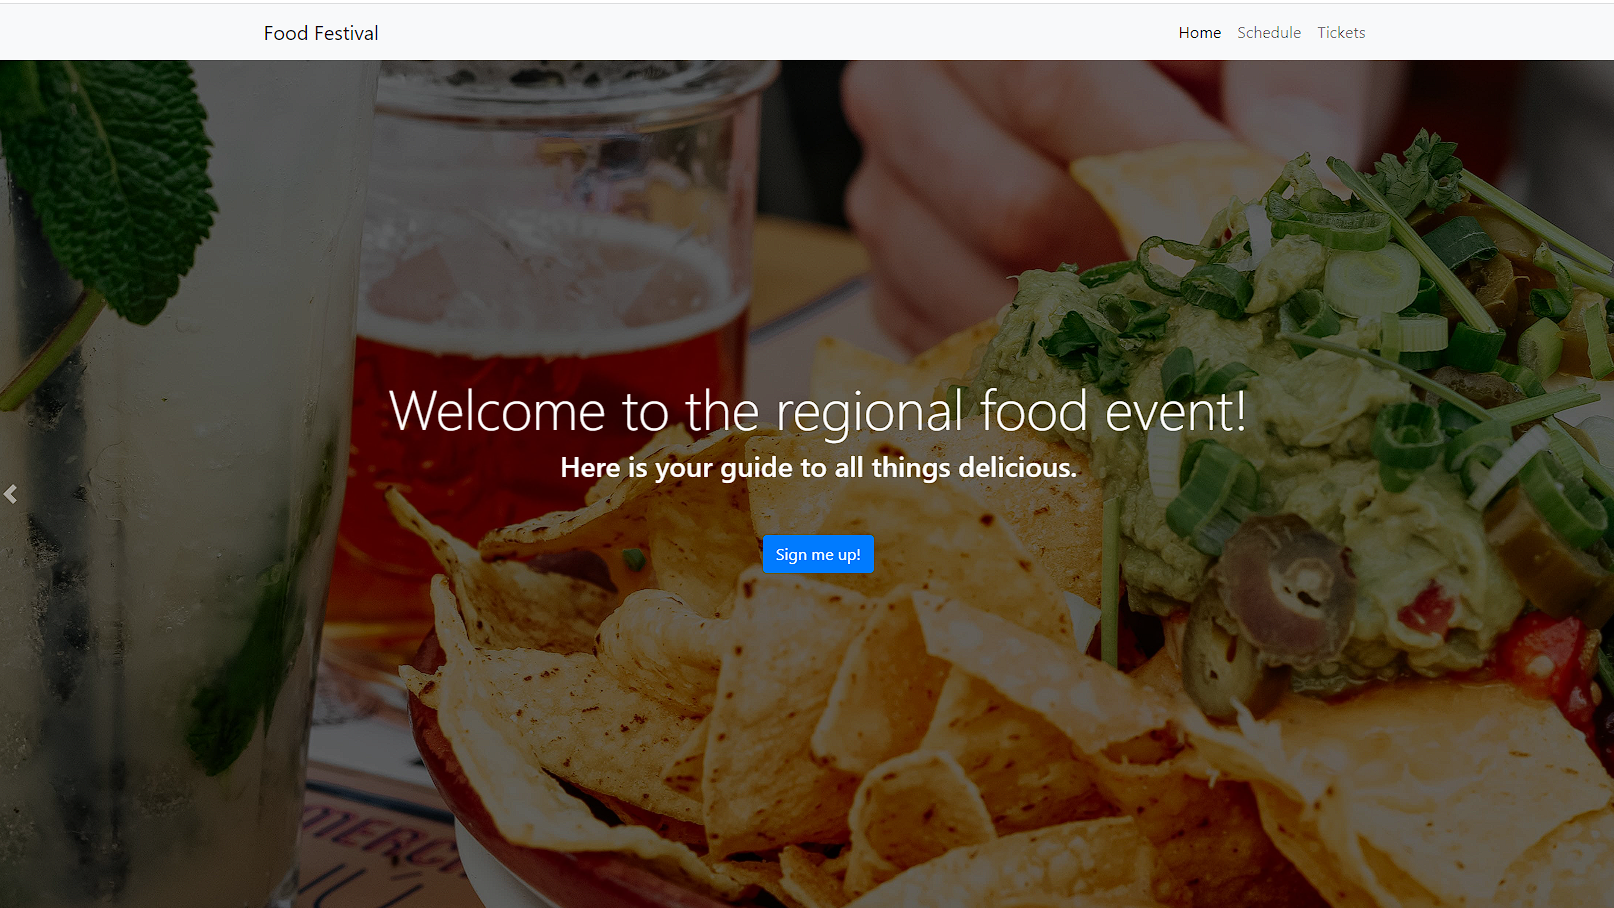 Food Festival
Home Schedule Tickets
Welcome to the regional food event!
Here is your guide to all things delicious.
Sign me up!